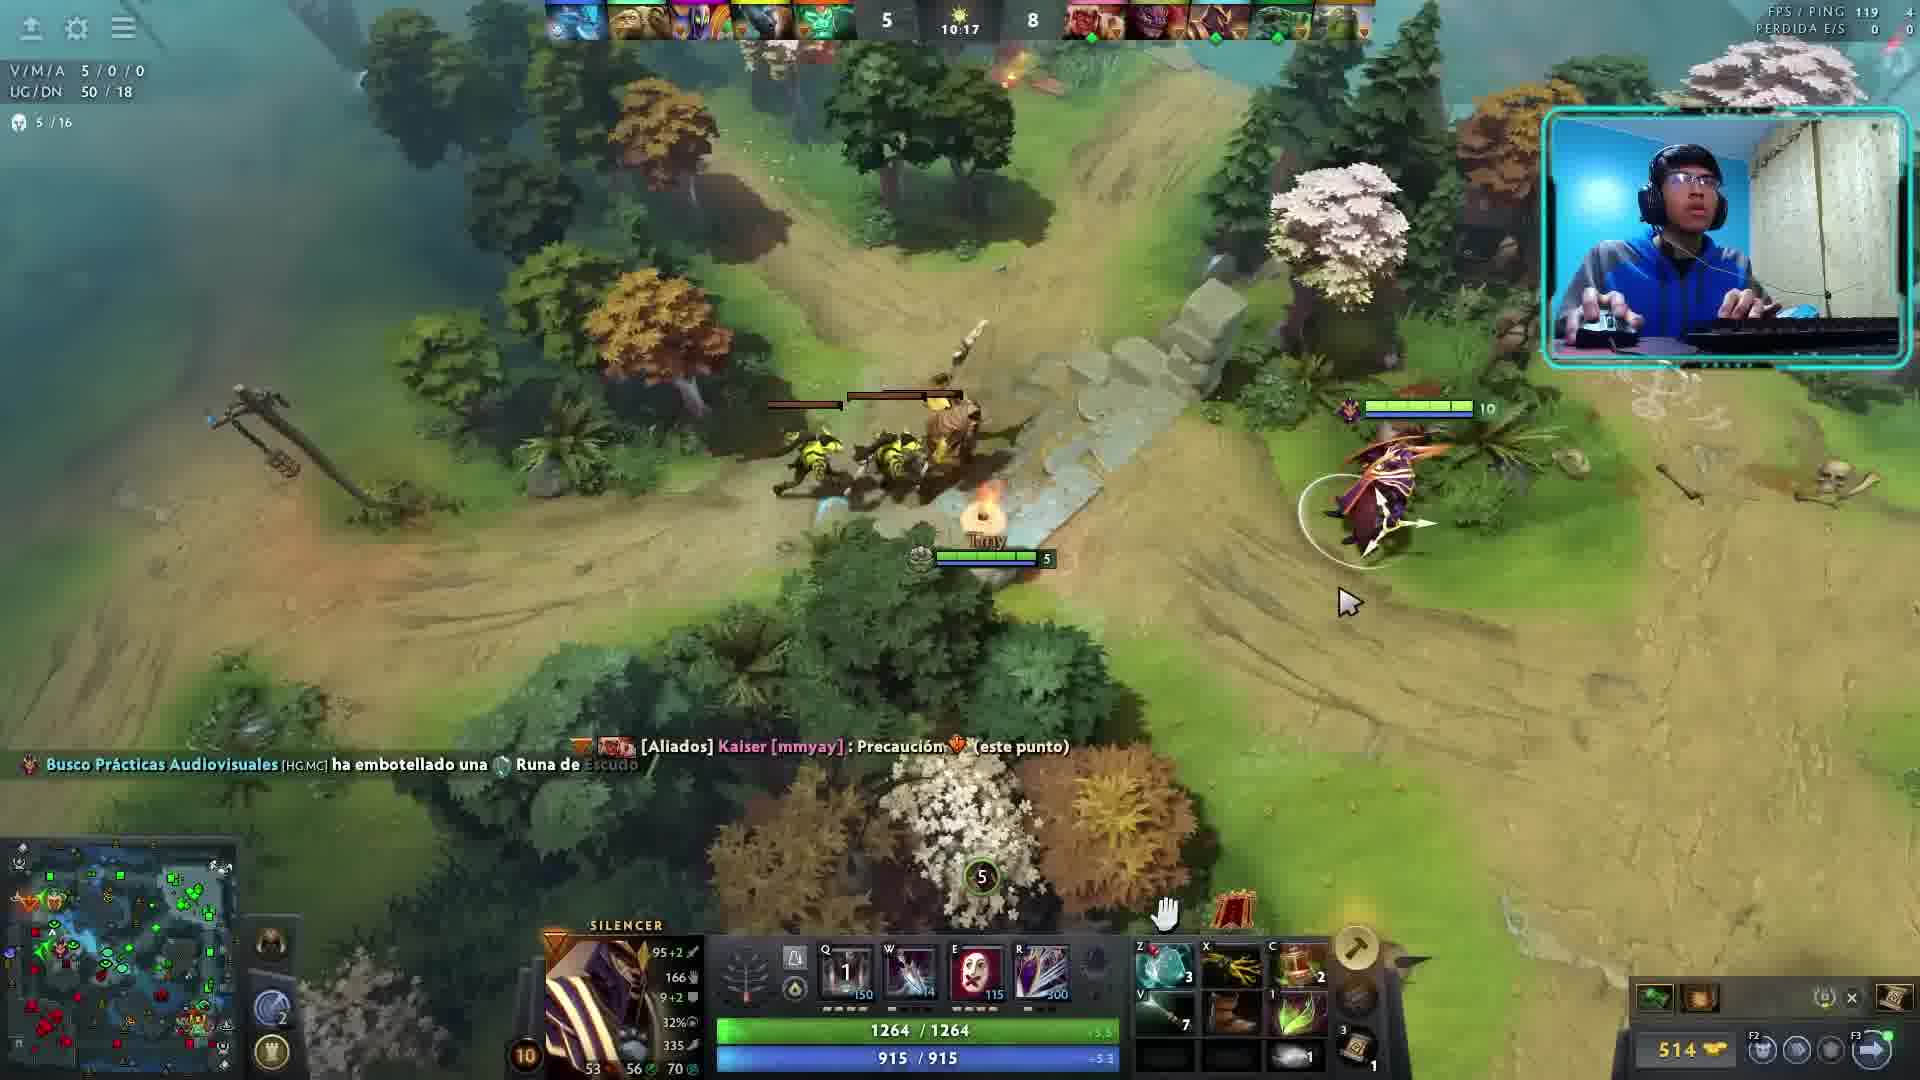 5 10:17 8
FPS / PING 119 4
PERDIDA E/S 0 0
V/M/A 5 / 0 / 0
UG/DN 50 / 18
5 / 16
10
Tiny
5
[Aliados] Kaiser [mmyay] : Precaución (este punto)
Busco Prácticas Audiovisuales [HG.MC] ha embotellado una Runa de Escudo
5
SILENCER
95+2
166
9+2
32%
335
53 56 70
10
2
Q 1 150
W 14
E 115
R 300
1264 / 1264 +5.5
915 / 915 +5.3
Z 3
X
C 2
V 7
1
1
3 1
514
F2
F3